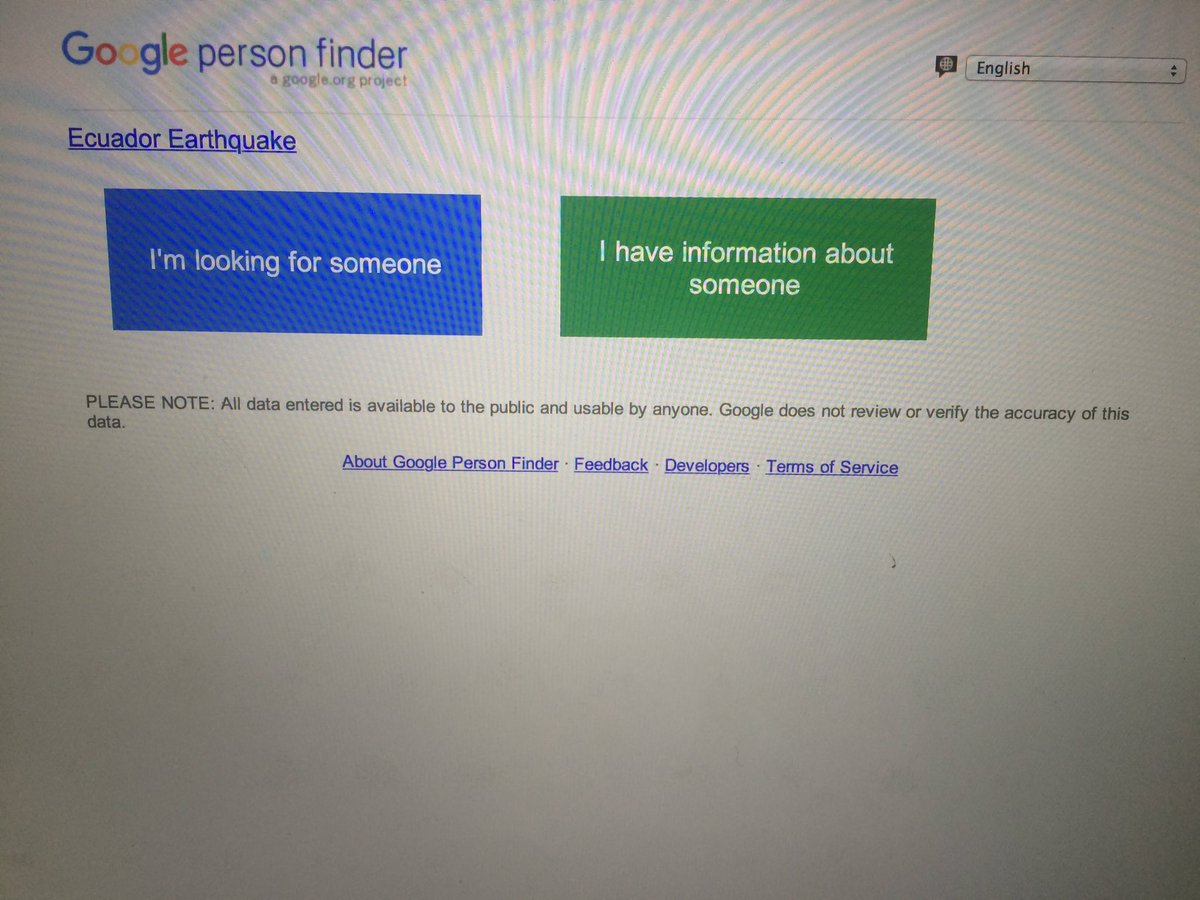 Google person finder
a google.org project
English
Ecuador Earthquake
I'm looking for someone
I have information about
someone
PLEASE NOTE: All data entered is available to the public and usable by anyone. Google does not review or verify the accuracy of this
data.
About Google Person Finder · Feedback · Developers · Terms of Service